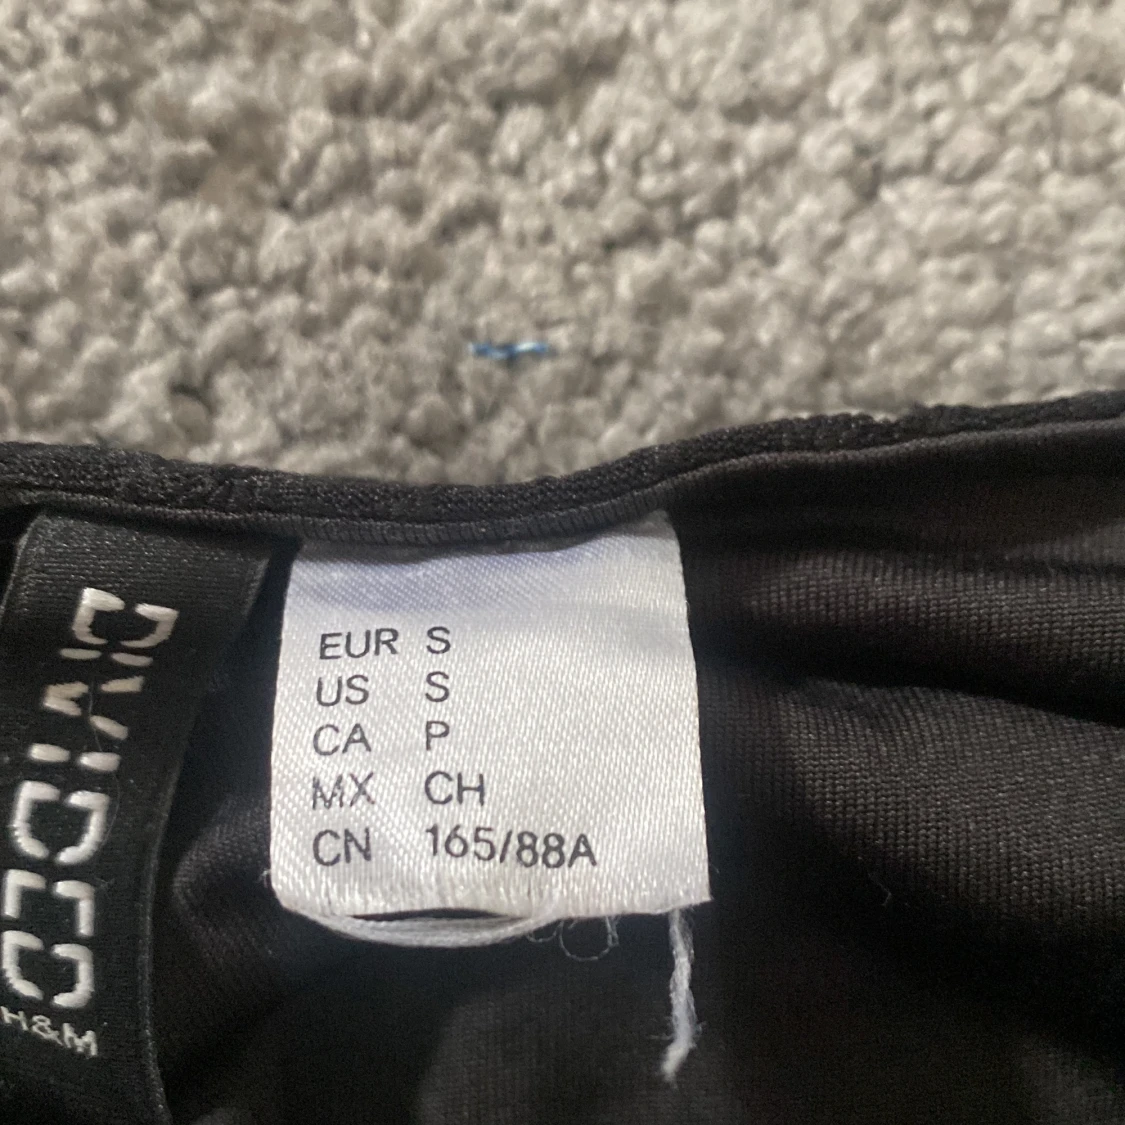 DIVIDED
H&M
EUR S
US S
CA P
MX CH
CN 165/88A